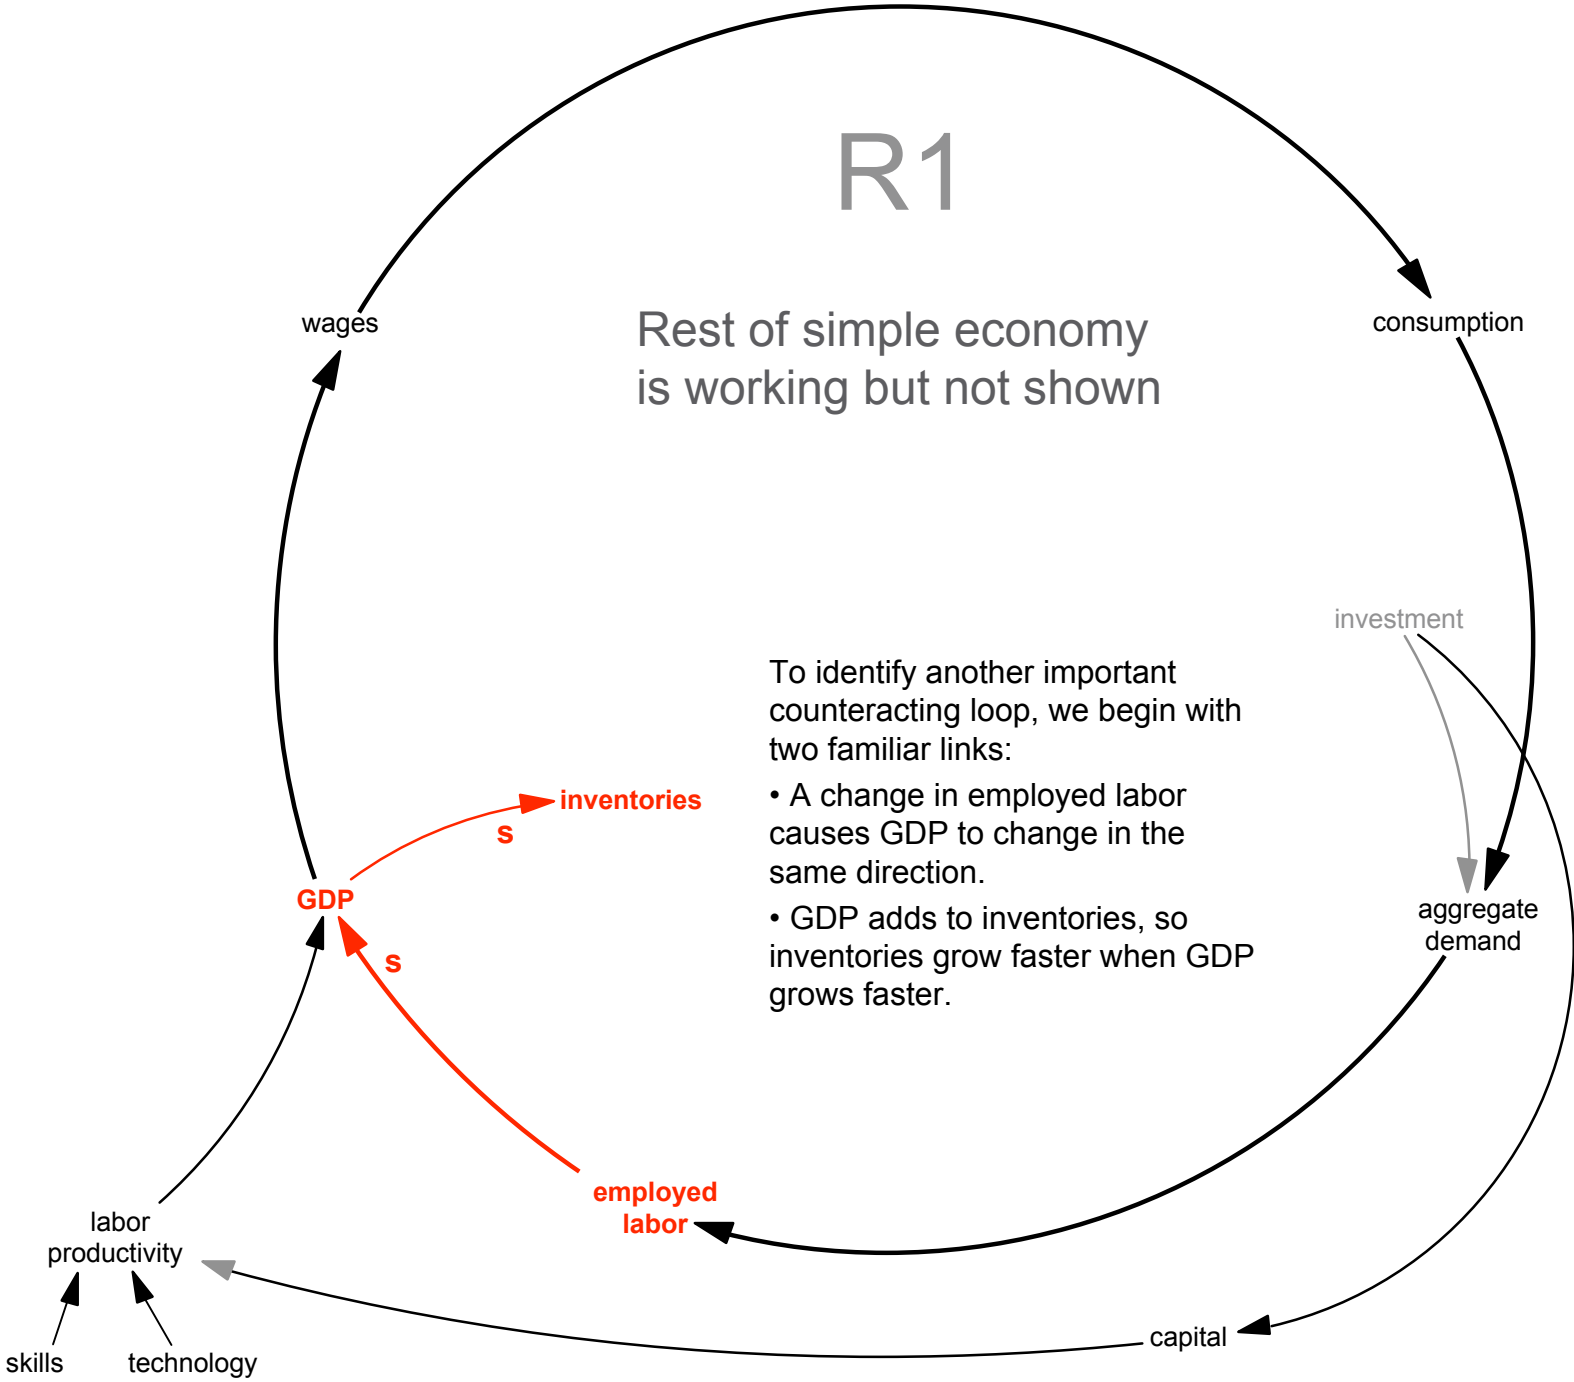 R1
Rest of simple economy
is working but not shown
wages
consumption
investment
To identify another important
counteracting loop, we begin with
two familiar links:
• A change in employed labor
causes GDP to change in the
same direction.
• GDP adds to inventories, so
inventories grow faster when GDP
grows faster.
inventories
s
GDP
s
aggregate
demand
employed
labor
labor
productivity
capital
skills
technology